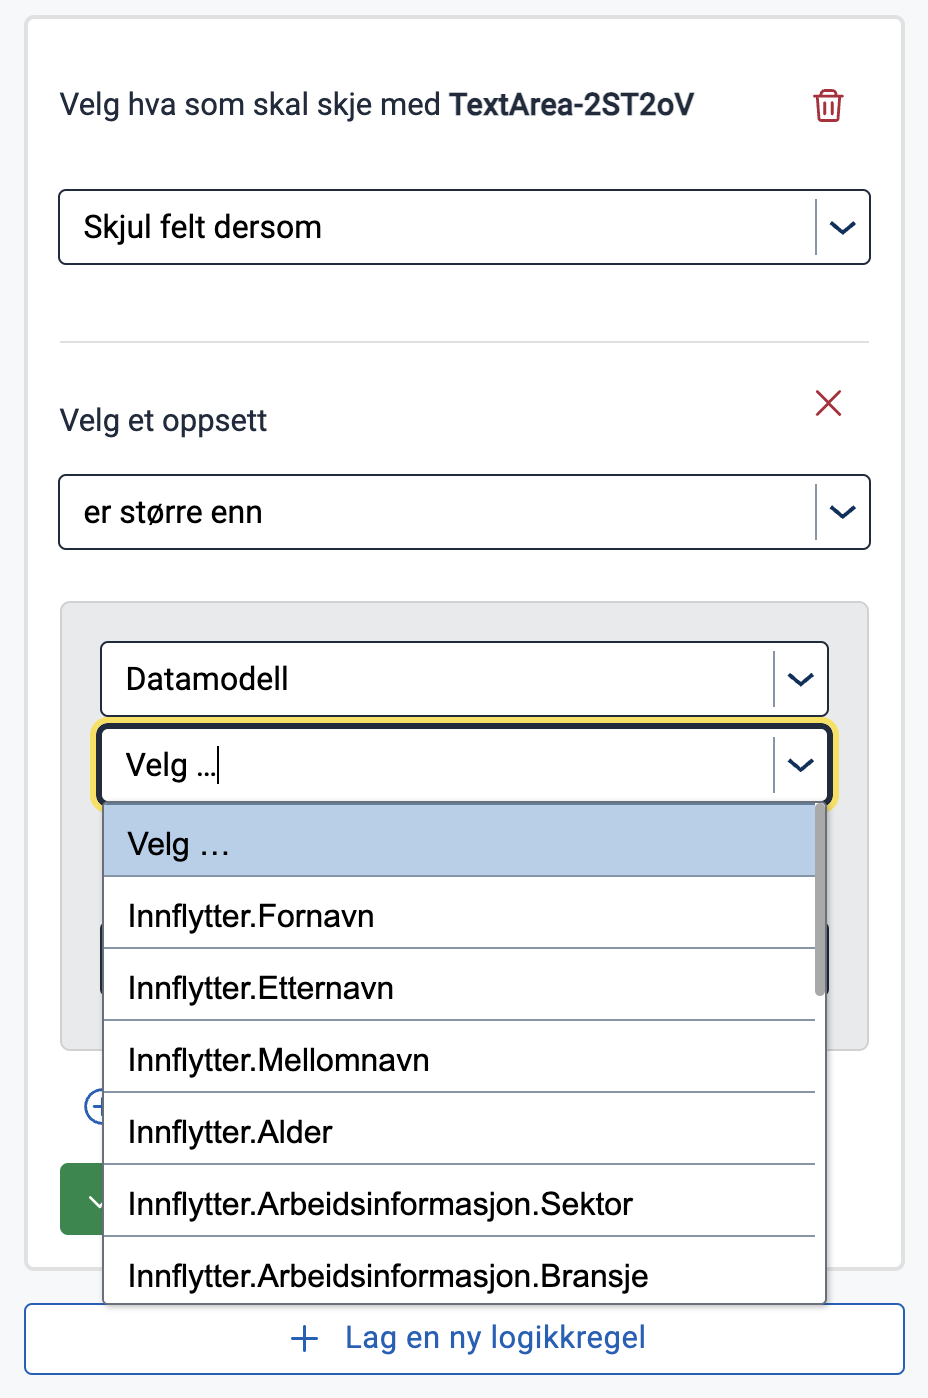 Velg hva som skal skje med TextArea-2ST2oV
Skjul felt dersom
Velg et oppsett
er større enn
Datamodell
Velg ...
Velg …
Innflytter.Fornavn
Innflytter.Etternavn
Innflytter.Mellomnavn
Innflytter.Alder
Innflytter.Arbeidsinformasjon.Sektor
Innflytter.Arbeidsinformasjon.Bransje
Lag en ny logikkregel